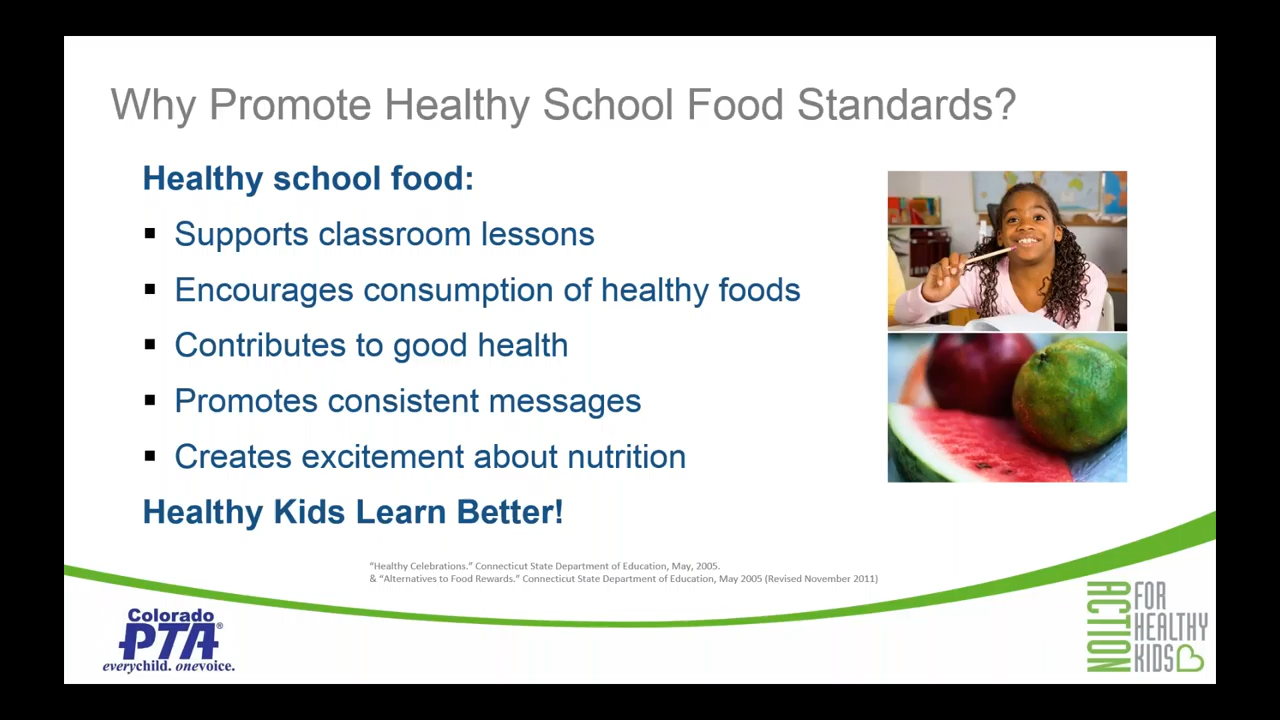 Why Promote Healthy School Food Standards?
Healthy school food:
▪ Supports classroom lessons
▪ Encourages consumption of healthy foods
▪ Contributes to good health
▪ Promotes consistent messages
▪ Creates excitement about nutrition
Healthy Kids Learn Better!
"Healthy Celebrations." Connecticut State Department of Education, May, 2005.
& "Alternatives to Food Rewards." Connecticut State Department of Education, May 2005 (Revised November 2011)
Colorado
PTA®
everychild. onevoice.
ACTION
FOR
HEALTHY
KIDS